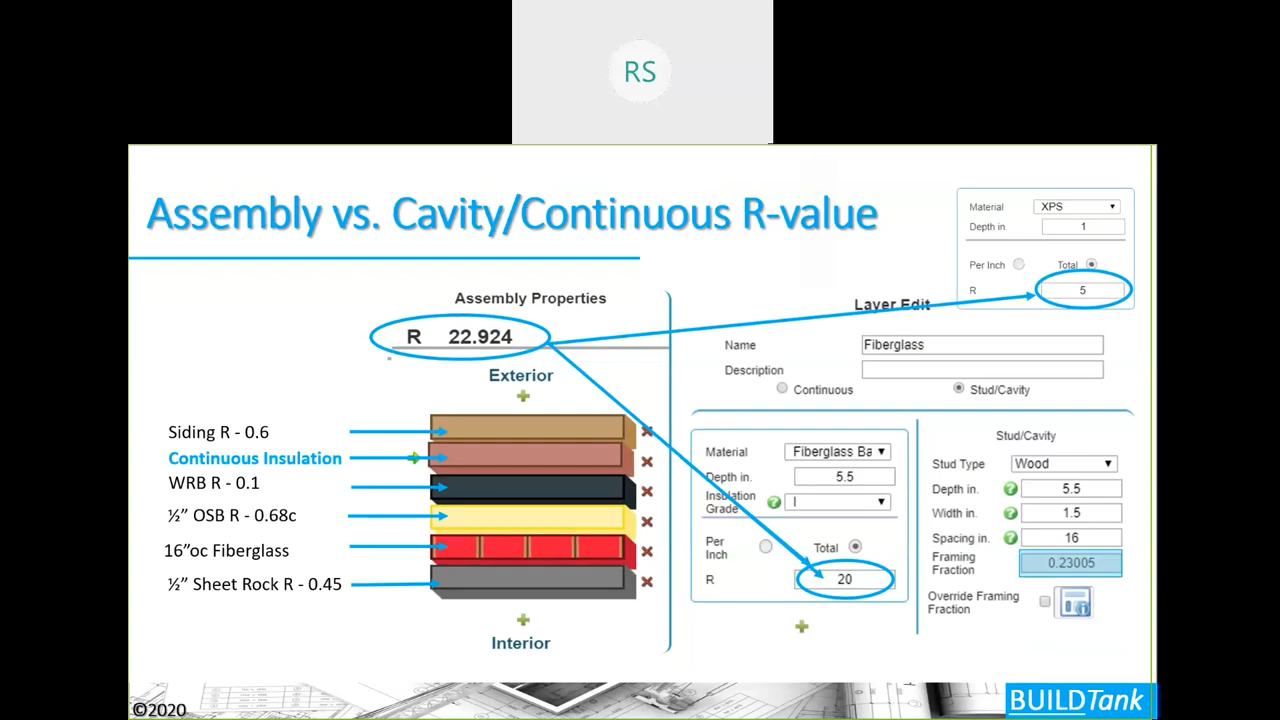 RS
Assembly vs. Cavity/Continuous R-value
Material XPS
Depth in 1
Per Inch Total
R 5
Assembly Properties
R 22.924
Exterior
Siding R - 0.6
Continuous Insulation
WRB R - 0.1
½” OSB R - 0.68c
16”oc Fiberglass
½” Sheet Rock R - 0.45
Interior
Layer Edit
Name Fiberglass
Description
Continuous Stud/Cavity
Material Fiberglass Ba
Depth in. 5.5
Insulation
Grade I
Per
Inch Total
R 20
Stud/Cavity
Stud Type Wood
Depth in. 5.5
Width in. 1.5
Spacing in. 16
Framing
Fraction 0.23005
Override Framing
Fraction
©2020
BUILDTank